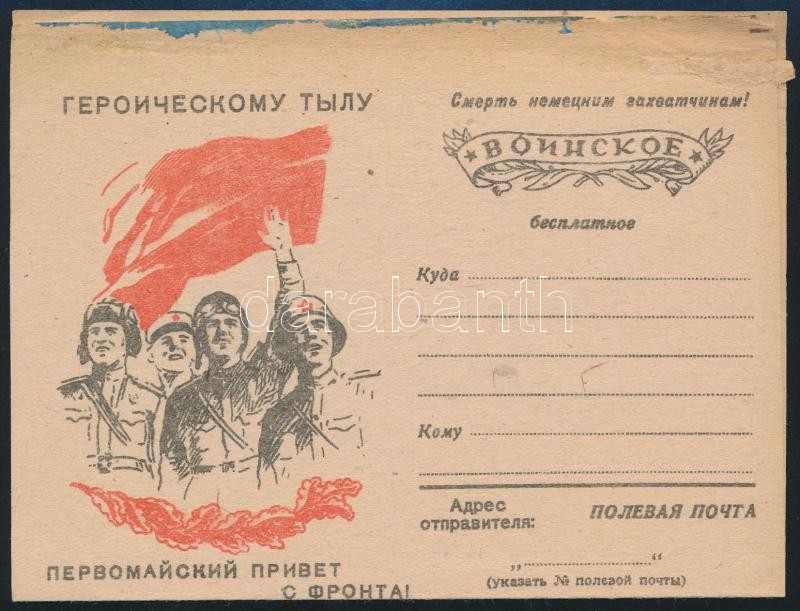 ГЕРОИЧЕСКОМУ ТЫЛУ
ПЕРВОМАЙСКИЙ ПРИВЕТ
С ФРОНТА!
Смерть немецким захватчикам!
ВОИНСКОЕ
бесплатное
Куда
Кому
Адрес
отправителя:
ПОЛЕВАЯ ПОЧТА
„ “
(указать № полевой почты)
darabanth